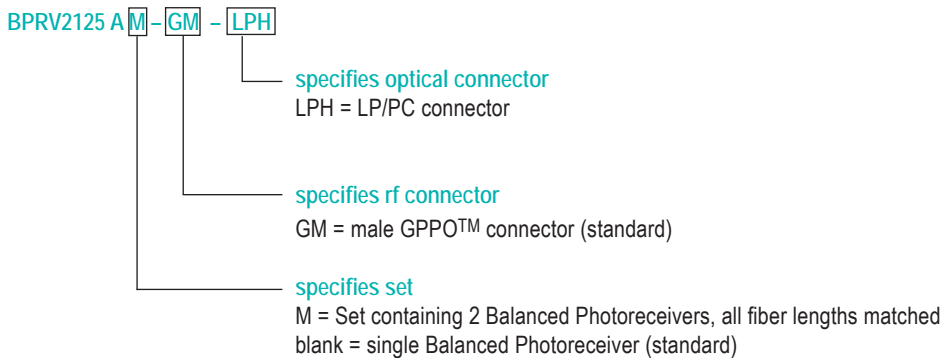 BPRV2125 A M – GM – LPH
specifies optical connector
LPH = LP/PC connector
specifies rf connector
GM = male GPPO™ connector (standard)
specifies set
M = Set containing 2 Balanced Photoreceivers, all fiber lengths matched
blank = single Balanced Photoreceiver (standard)